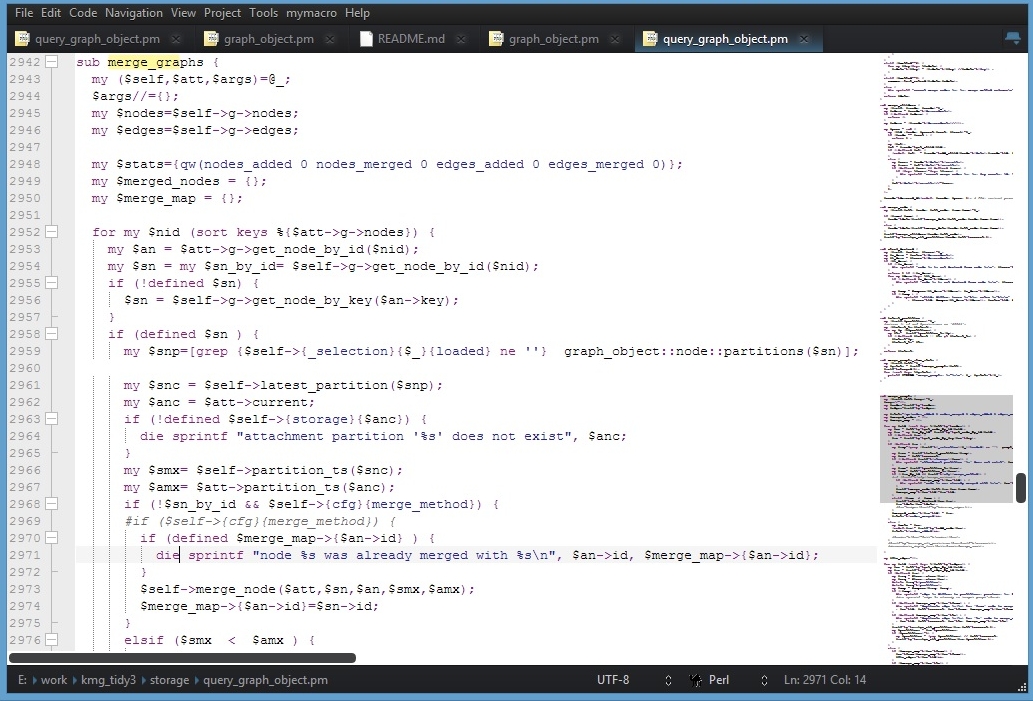 File Edit Code Navigation View Project Tools mymacro Help
query_graph_object.pm × graph_object.pm × README.md × graph_object.pm × query_graph_object.pm ×
2942 sub merge_graphs {
2943 my ($self,$att,$args)=@_;
2944 $args//={};
2945 my $nodes=$self->g->nodes;
2946 my $edges=$self->g->edges;
2947
2948 my $stats={qw(nodes_added 0 nodes_merged 0 edges_added 0 edges_merged 0)};
2949 my $merged_nodes = {};
2950 my $merge_map = {};
2951
2952 for my $nid (sort keys %{$att->g->nodes}) {
2953 my $an = $att->g->get_node_by_id($nid);
2954 my $sn = my $sn_by_id= $self->g->get_node_by_id($nid);
2955 if (!defined $sn) {
2956 $sn = $self->g->get_node_by_key($an->key);
2957 }
2958 if (defined $sn ) {
2959 my $snp=[grep {$self->{_selection}{$_}{loaded} ne ''} graph_object::node::partitions($sn)];
2960
2961 my $snc = $self->latest_partition($snp);
2962 my $anc = $att->current;
2963 if (!defined $self->{storage}{$anc}) {
2964 die sprintf "attachment partition '%s' does not exist", $anc;
2965 }
2966 my $smx= $self->partition_ts($snc);
2967 my $amx= $att->partition_ts($anc);
2968 if (!$sn_by_id && $self->{cfg}{merge_method}) {
2969 #if ($self->{cfg}{merge_method}) {
2970 if (defined $merge_map->{$an->id} ) {
2971 die sprintf "node %s was already merged with %s\n", $an->id, $merge_map->{$an->id};
2972 }
2973 $self->merge_node($att,$sn,$an,$smx,$amx);
2974 $merge_map->{$an->id}=$sn->id;
2975 }
2976 elsif ($smx < $amx ) {
E: work kmg_tidy3 storage query_graph_object.pm UTF-8 Perl Ln: 2971 Col: 14